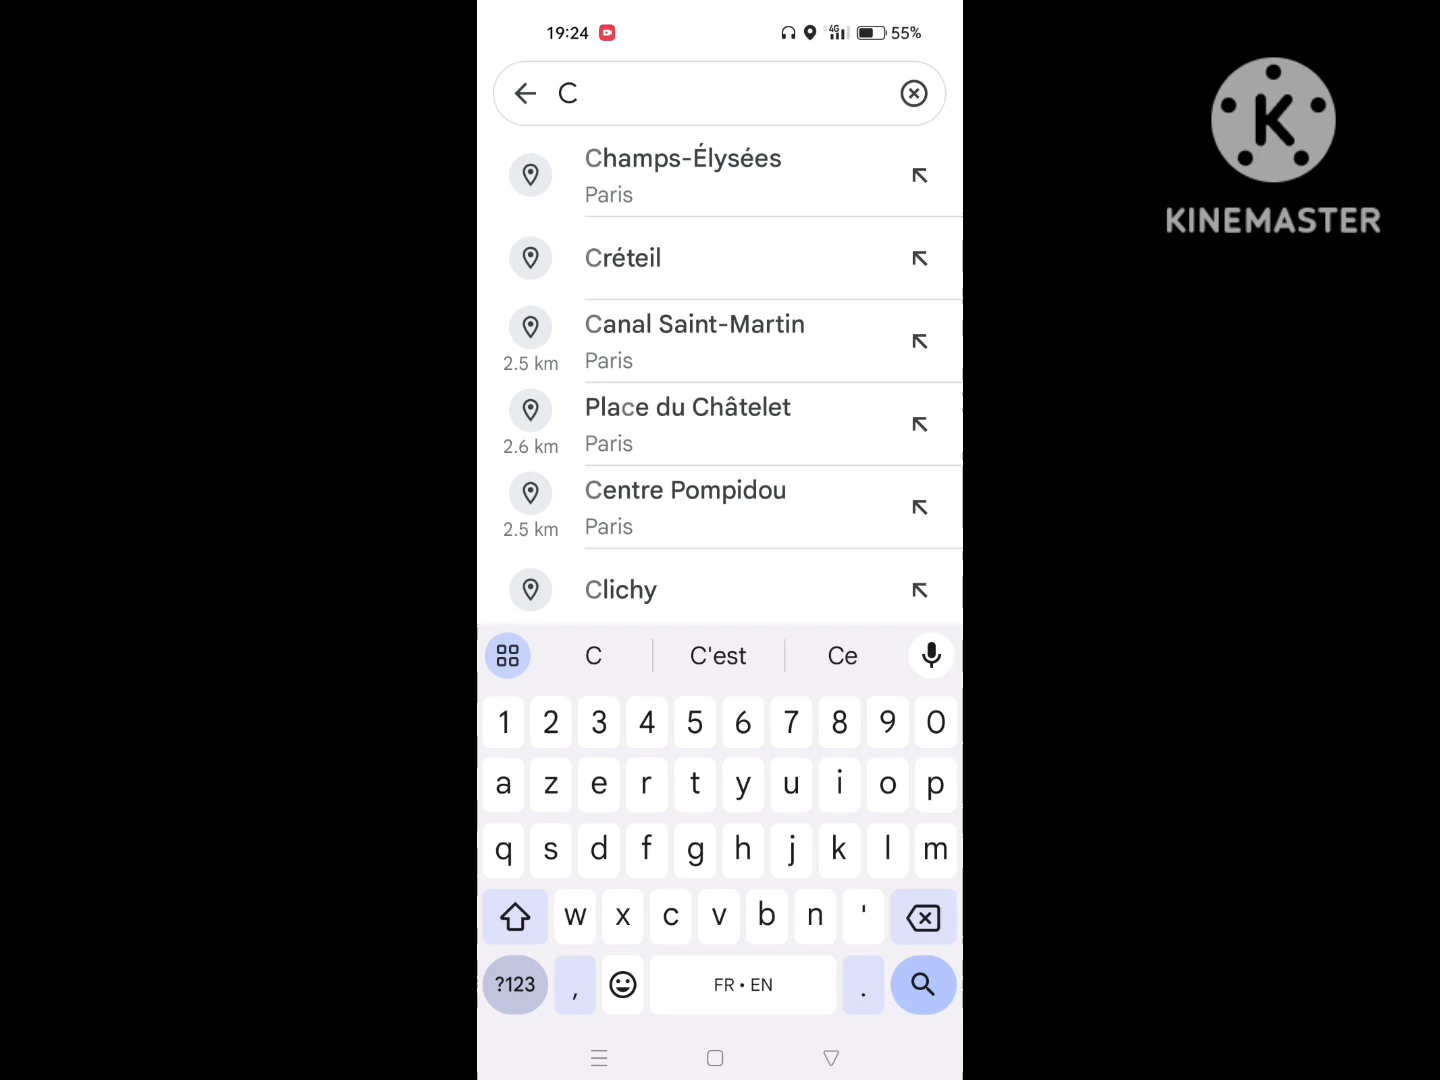 19:24
4G
55%
C
Champs-Élysées
Paris
Créteil
Canal Saint-Martin
2.5 km
Paris
Place du Châtelet
2.6 km
Paris
Centre Pompidou
2.5 km
Paris
Clichy
C
C'est
Ce
1 2 3 4 5 6 7 8 9 0
a z e r t y u i o p
q s d f g h j k l m
w x c v b n '
?123 , FR • EN .
K
KINEMASTER